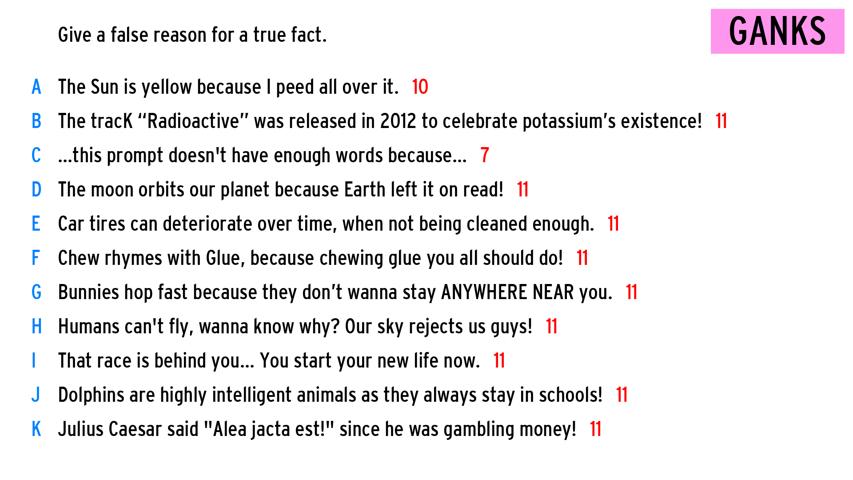 Give a false reason for a true fact.
GANKS
A The Sun is yellow because I peed all over it. 10
B The tracK “Radioactive” was released in 2012 to celebrate potassium’s existence! 11
C ...this prompt doesn't have enough words because... 7
D The moon orbits our planet because Earth left it on read! 11
E Car tires can deteriorate over time, when not being cleaned enough. 11
F Chew rhymes with Glue, because chewing glue you all should do! 11
G Bunnies hop fast because they don’t wanna stay ANYWHERE NEAR you. 11
H Humans can't fly, wanna know why? Our sky rejects us guys! 11
I That race is behind you... You start your new life now. 11
J Dolphins are highly intelligent animals as they always stay in schools! 11
K Julius Caesar said "Alea jacta est!" since he was gambling money! 11